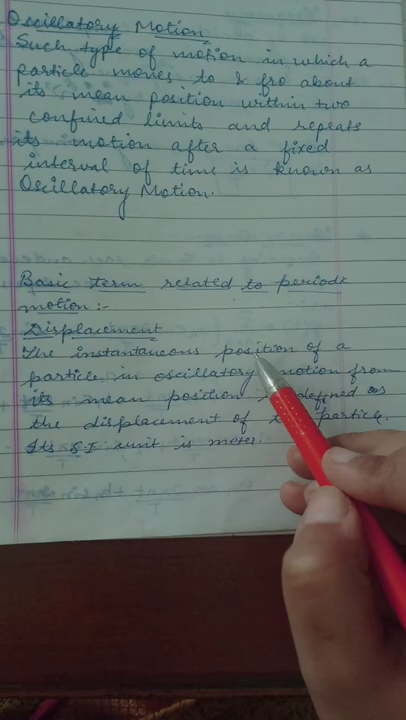 Oscillatory Motion
Such type of motion in which a
particle moves to & fro about
its mean position within two
confined limits and repeats
its motion after a fixed
interval of time is known as
Oscillatory Motion.
Basic term related to periodic
motion :-
Displacement
The instantaneous position of a
particle in oscillatory motion from
its mean position is defined as
the displacement of the particle.
Its S.I unit is meter.